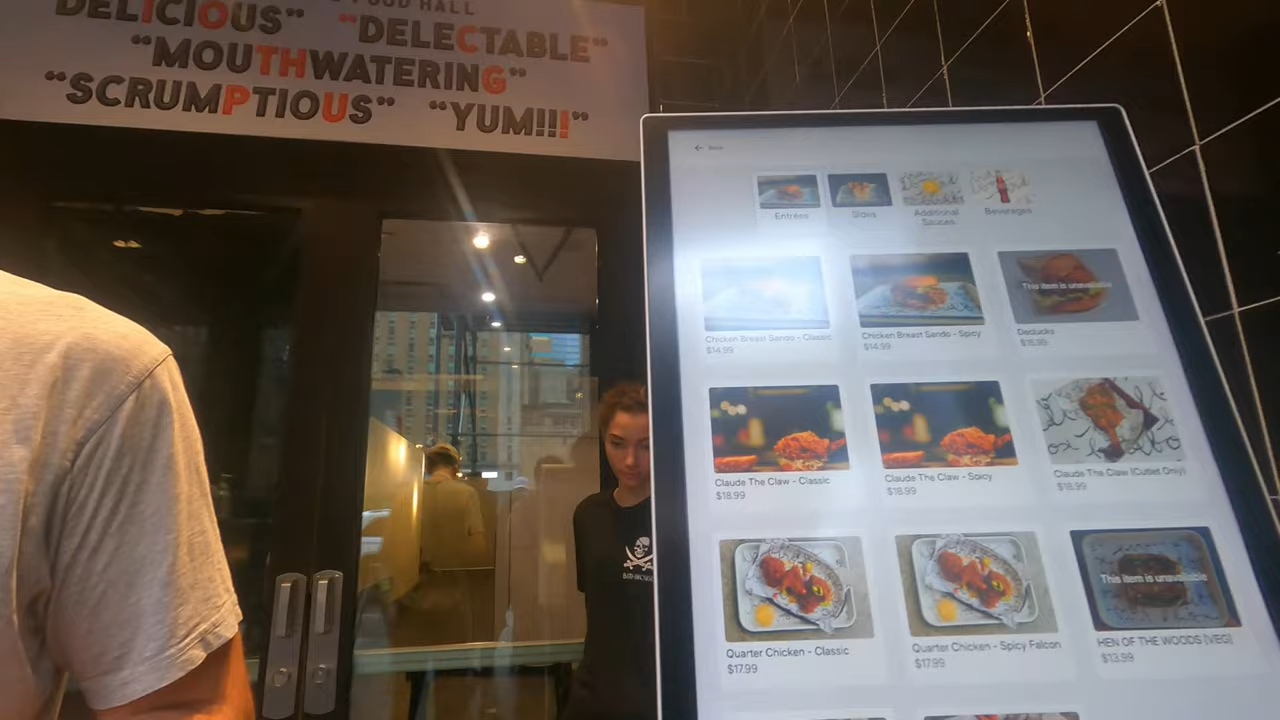 FOOD HALL
DELICIOUS" "DELECTABLE"
"MOUTHWATERING"
"SCRUMPTIOUS" "YUM!!!"
Entrées
Sides
Additional
Sauces
Beverages
Chicken Breast Sando - Classic
$14.99
Chicken Breast Sando - Spicy
$14.99
This item is unavailable
Declucks
Claude The Claw - Classic
$18.99
Claude The Claw - Spicy
$18.99
Claude The Claw (Cutlet Only)
$18.99
Quarter Chicken - Classic
$17.99
Quarter Chicken - Spicy Falcon
$17.99
This item is unavailable
HEN OF THE WOODS (VEG)
$13.99